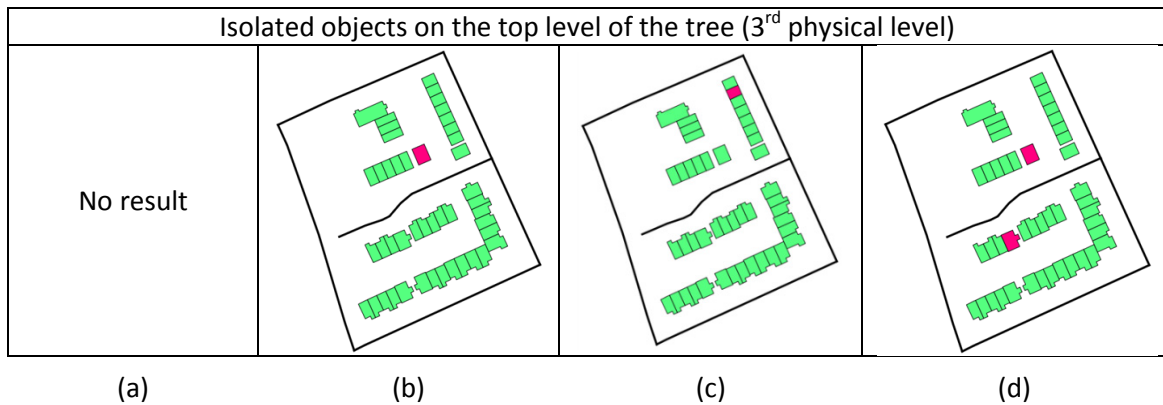 Isolated objects on the top level of the tree (3rd physical level)
No result
(a) (b) (c) (d)